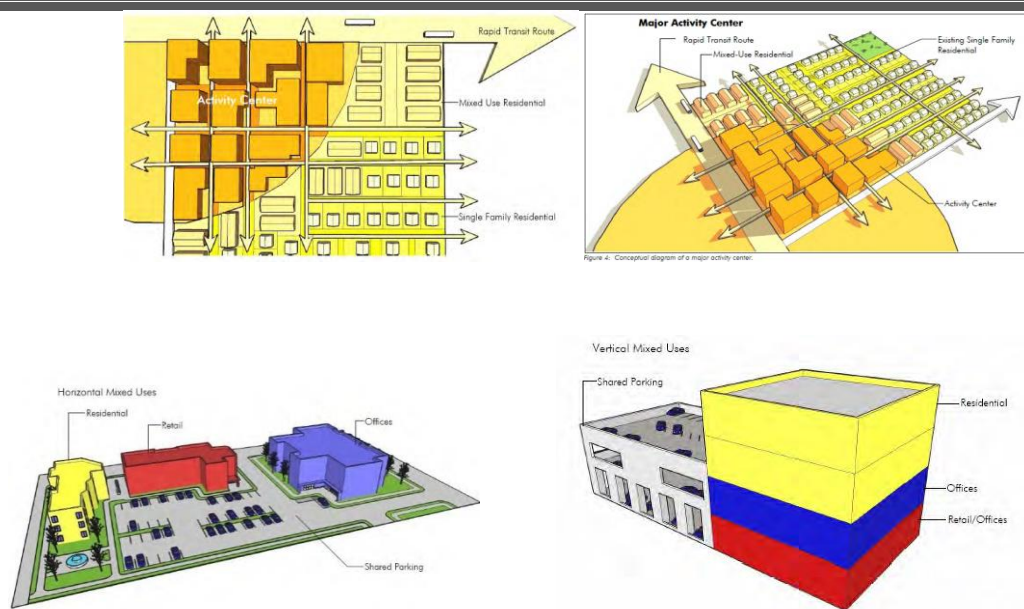 Rapid Transit Route
Activity Center
Mixed Use Residential
Single Family Residential
Major Activity Center
Rapid Transit Route
Mixed-Use Residential
Existing Single Family
Residential
Activity Center
Figure 4: Conceptual diagram of a major activity center.
Horizontal Mixed Uses
Residential
Retail
Offices
Shared Parking
Vertical Mixed Uses
Shared Parking
Residential
Offices
Retail/Offices